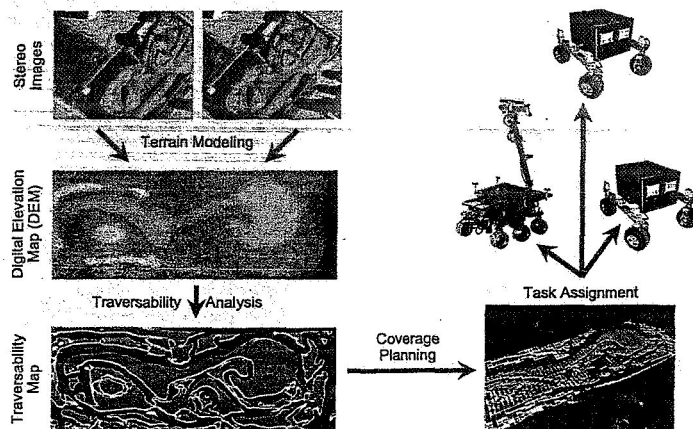 Stereo
Images
Terrain Modeling
Digital Elevation
Map (DEM)
Traversability Analysis
Traversability
Map
Coverage
Planning
Task Assignment